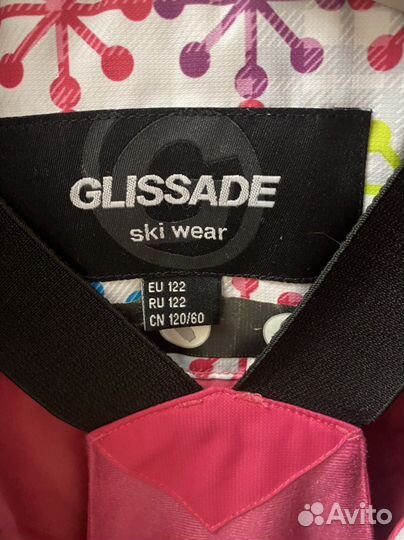 GLISSADE
ski wear
EU 122
RU 122
CN 120/60
Avito